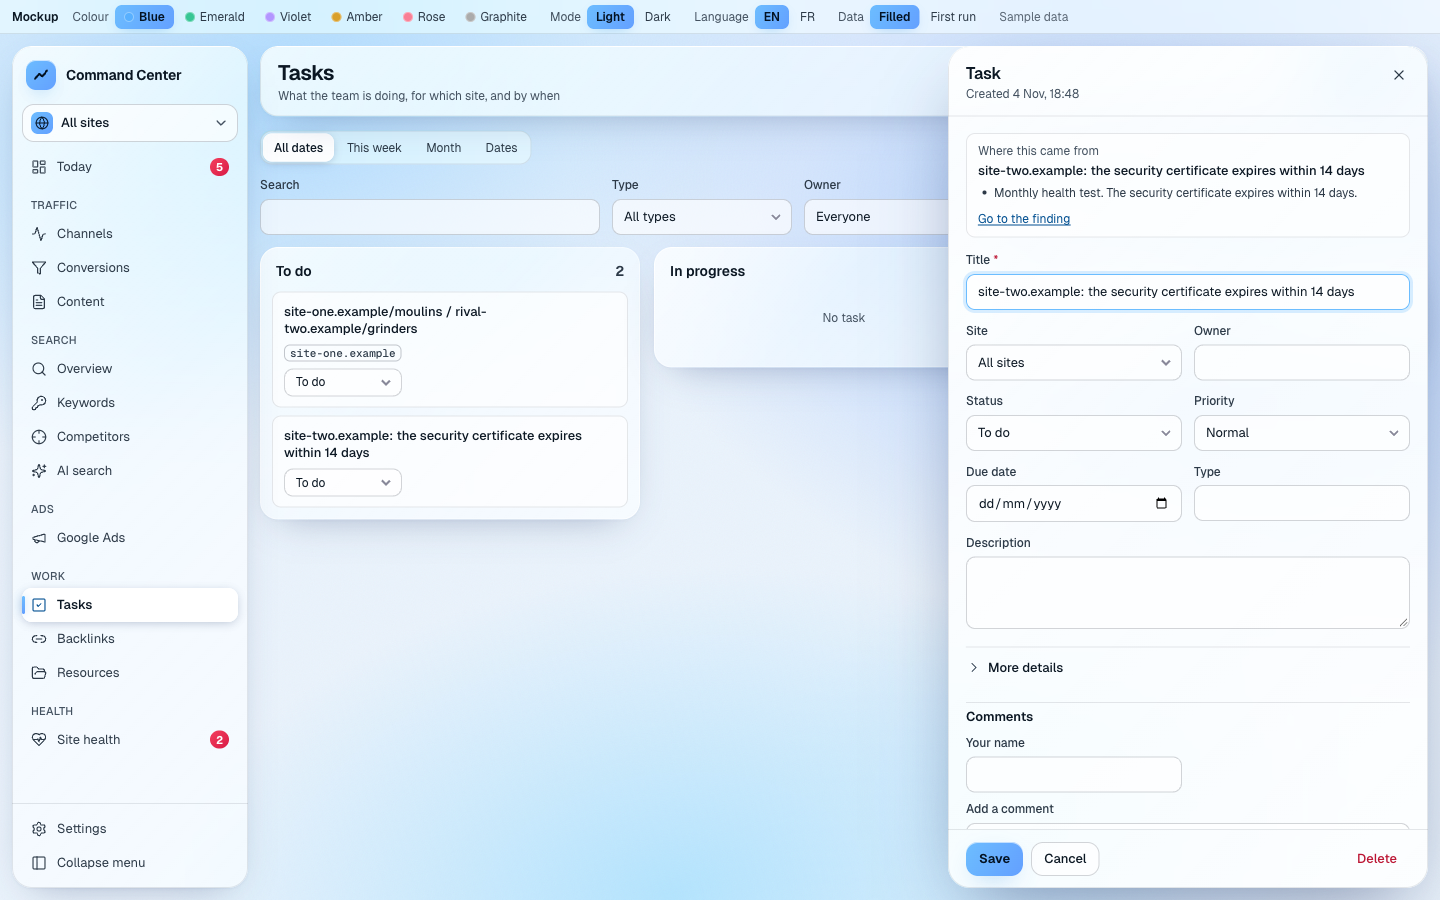 Mockup Colour Blue Emerald Violet Amber Rose Graphite Mode Light Dark Language EN FR Data Filled First run Sample data
Command Center
All sites
Today 5
TRAFFIC
Channels
Conversions
Content
SEARCH
Overview
Keywords
Competitors
AI search
ADS
Google Ads
WORK
Tasks
Backlinks
Resources
HEALTH
Site health 2
Settings
Collapse menu
Tasks
What the team is doing, for which site, and by when
All dates This week Month Dates
Search Type Owner
All types Everyone
To do 2
site-one.example/moulins / rival-
two.example/grinders
site-one.example
To do
site-two.example: the security certificate expires
within 14 days
To do
In progress
No task
Task
Created 4 Nov, 18:48
Where this came from
site-two.example: the security certificate expires within 14 days
• Monthly health test. The security certificate expires within 14 days.
Go to the finding
Title *
site-two.example: the security certificate expires within 14 days
Site Owner
All sites
Status Priority
To do Normal
Due date Type
dd/mm/yyyy
Description
More details
Comments
Your name
Add a comment
Save Cancel Delete